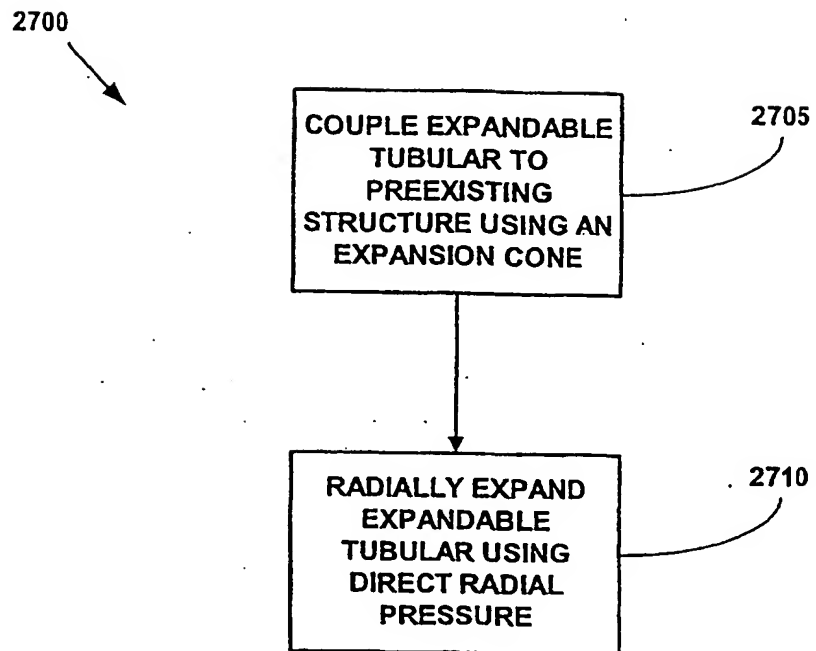 2700
COUPLE EXPANDABLE
TUBULAR TO
PREEXISTING
STRUCTURE USING AN
EXPANSION CONE
2705
RADIALLY EXPAND
EXPANDABLE
TUBULAR USING
DIRECT RADIAL
PRESSURE
2710